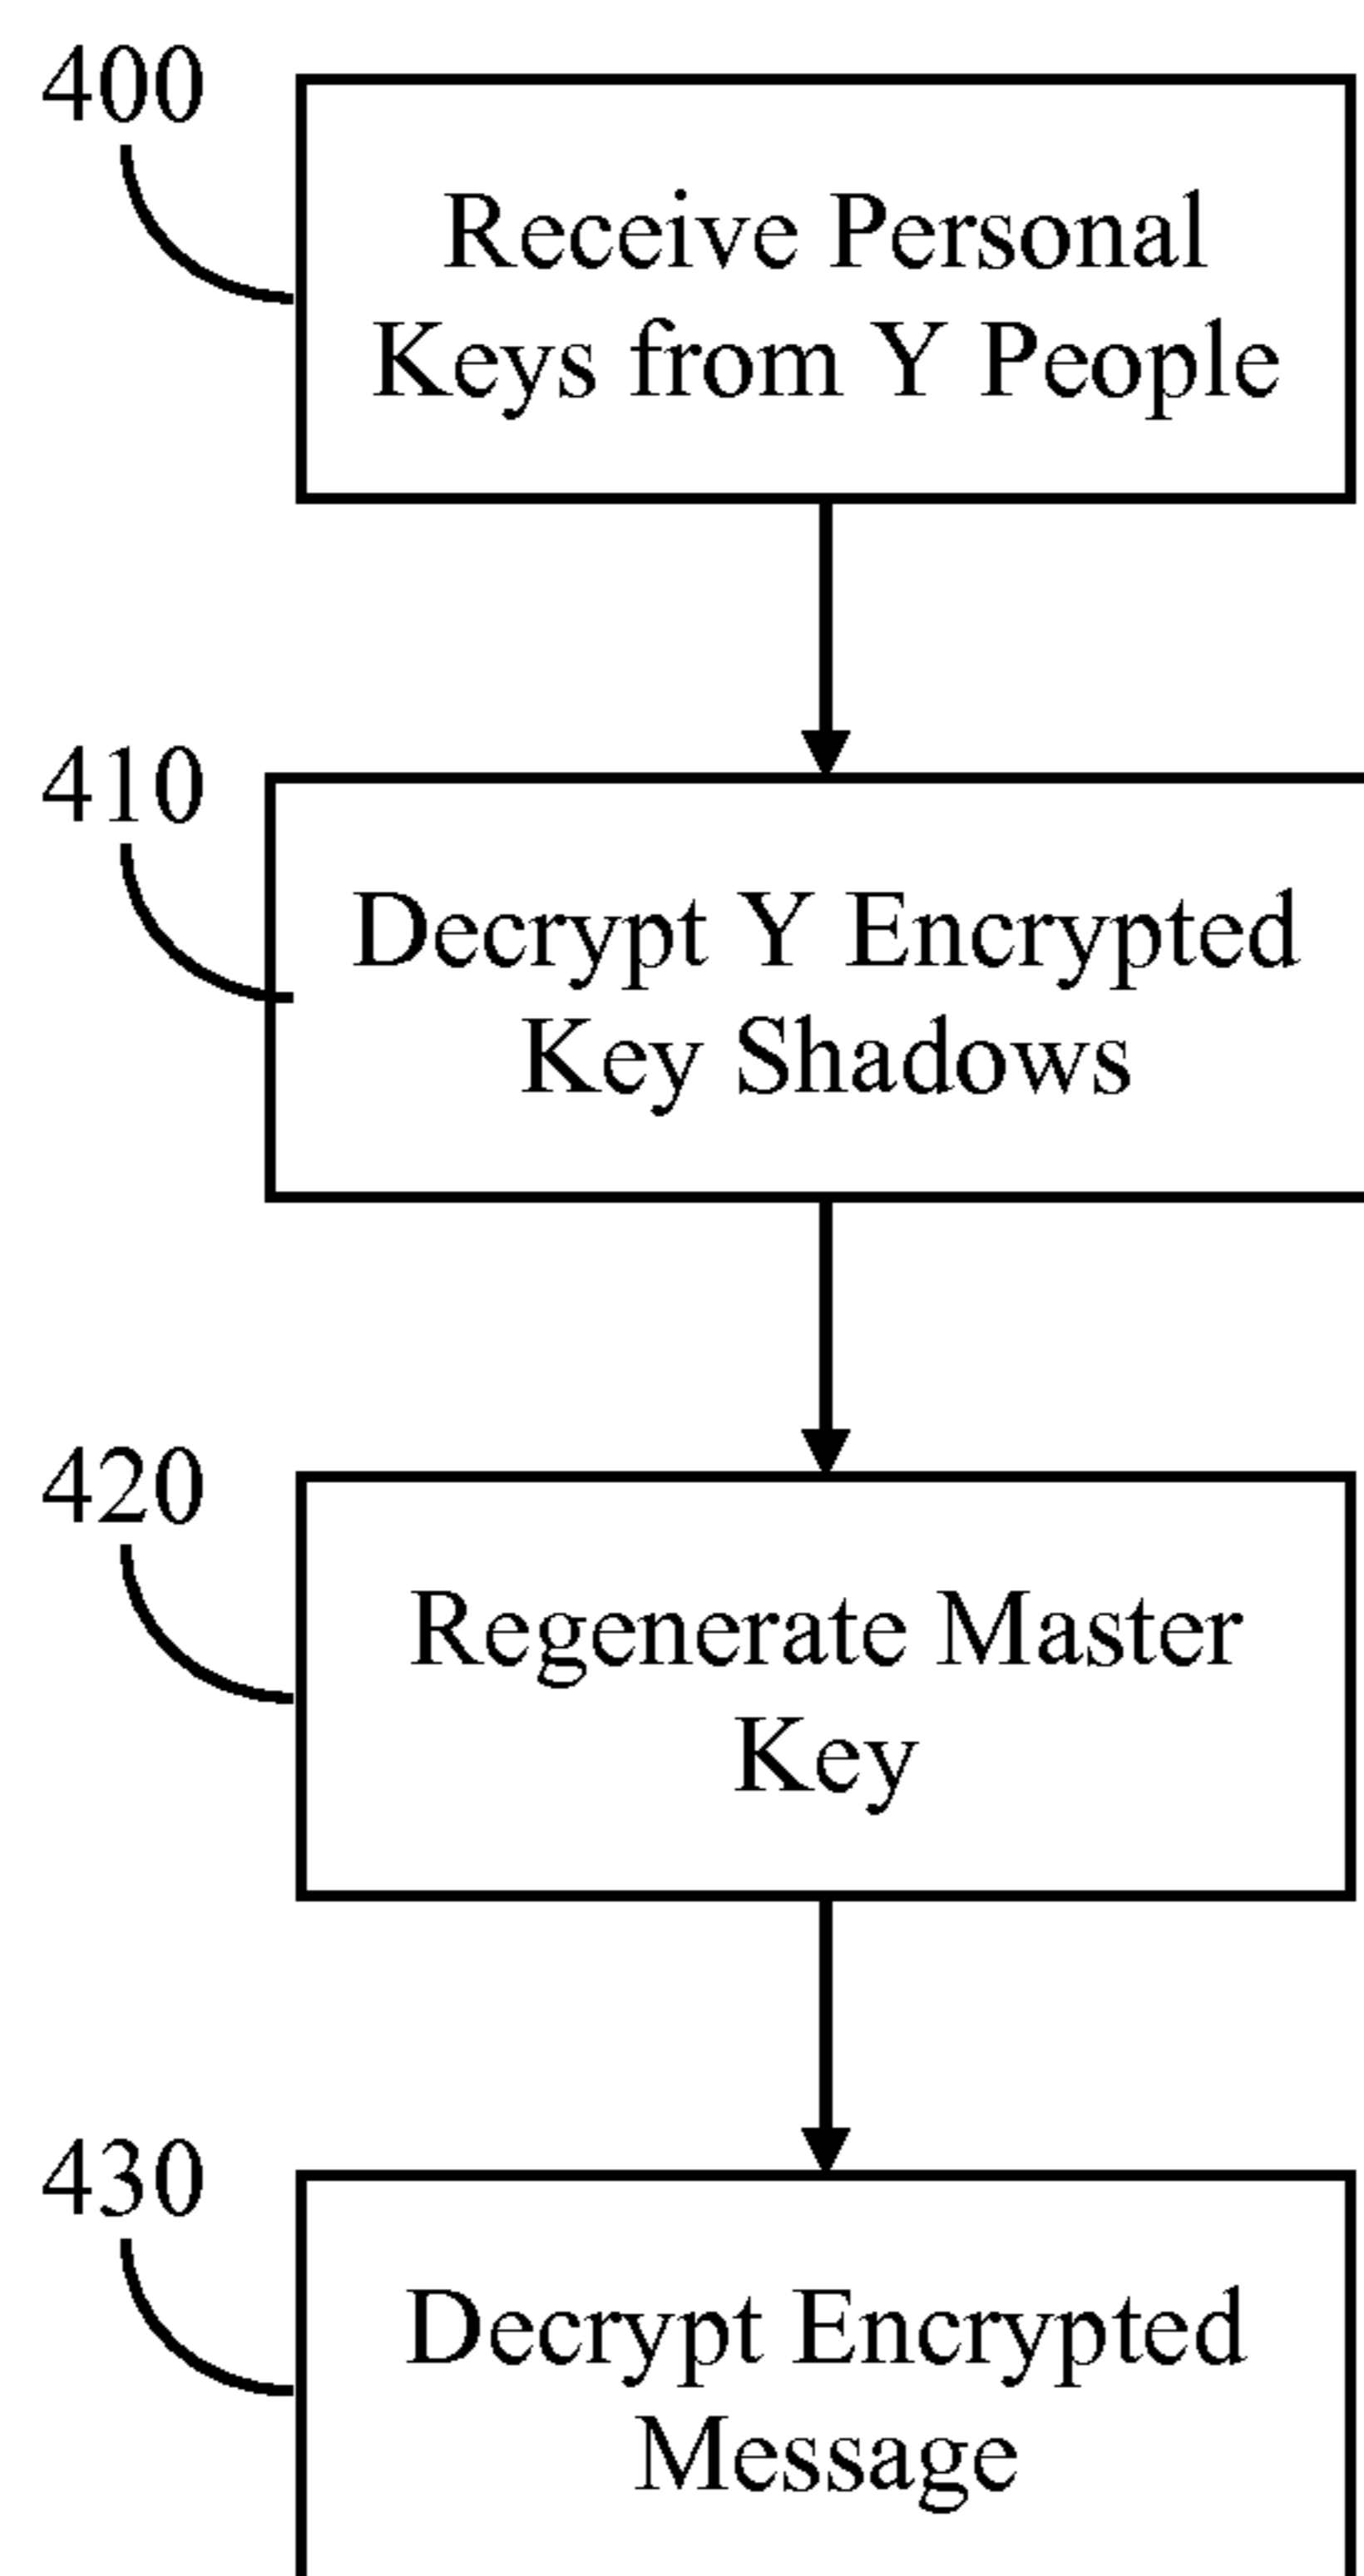 400
Receive Personal
Keys from Y People
410
Decrypt Y Encrypted
Key Shadows
420
Regenerate Master
Key
430
Decrypt Encrypted
Message